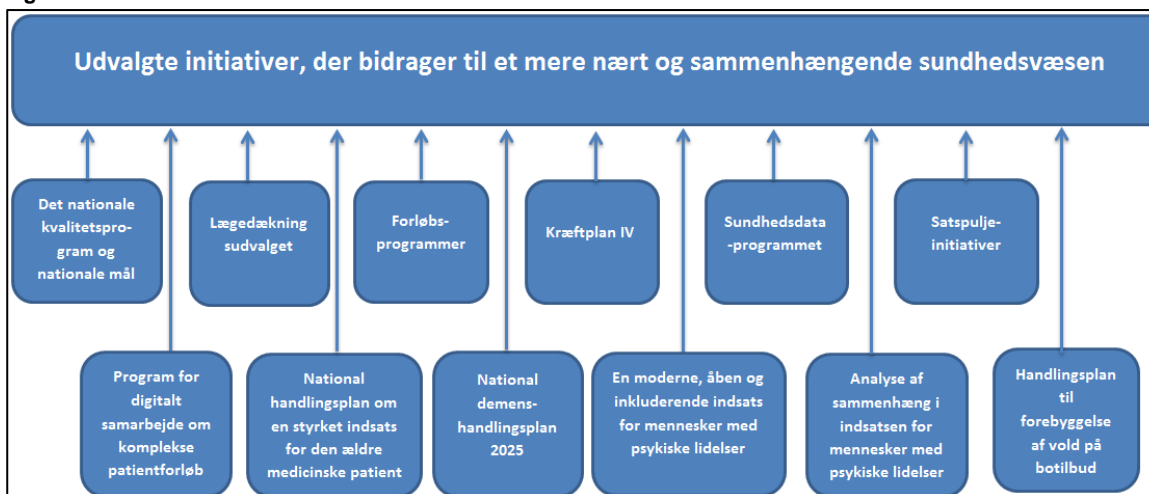 Udvalgte initiativer, der bidrager til et mere nært og sammenhængende sundhedsvæsen
Det nationale
kvalitetspro-
gram og
nationale mål
Lægedækning
sudvalget
Forløbs-
programmer
Kræftplan IV
Sundhedsdata
-programmet
Satspulje-
initiativer
Program for
digitalt
samarbejde om
komplekse
patientforløb
National
handlingsplan om
en styrket indsats
for den ældre
medicinske patient
National
demens-
handlingsplan
2025
En moderne, åben og
inkluderende indsats
for mennesker med
psykiske lidelser
Analyse af
sammenhæng i
indsatsen for
mennesker med
psykiske lidelser
Handlingsplan
til
forebyggelse
af vold på
botilbud